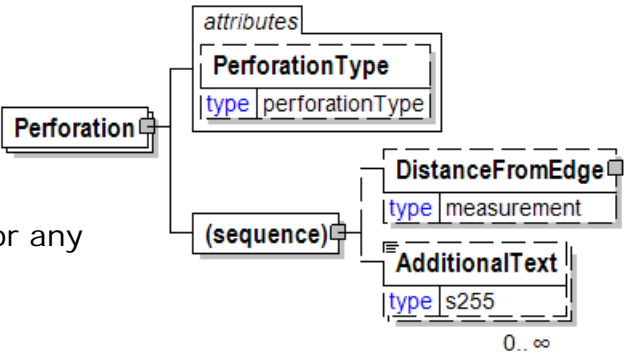 attributes
PerforationType
type perforationType
Perforation
DistanceFromEdge
type measurement
or any
(sequence)
AdditionalText
type s255
0.. ∞